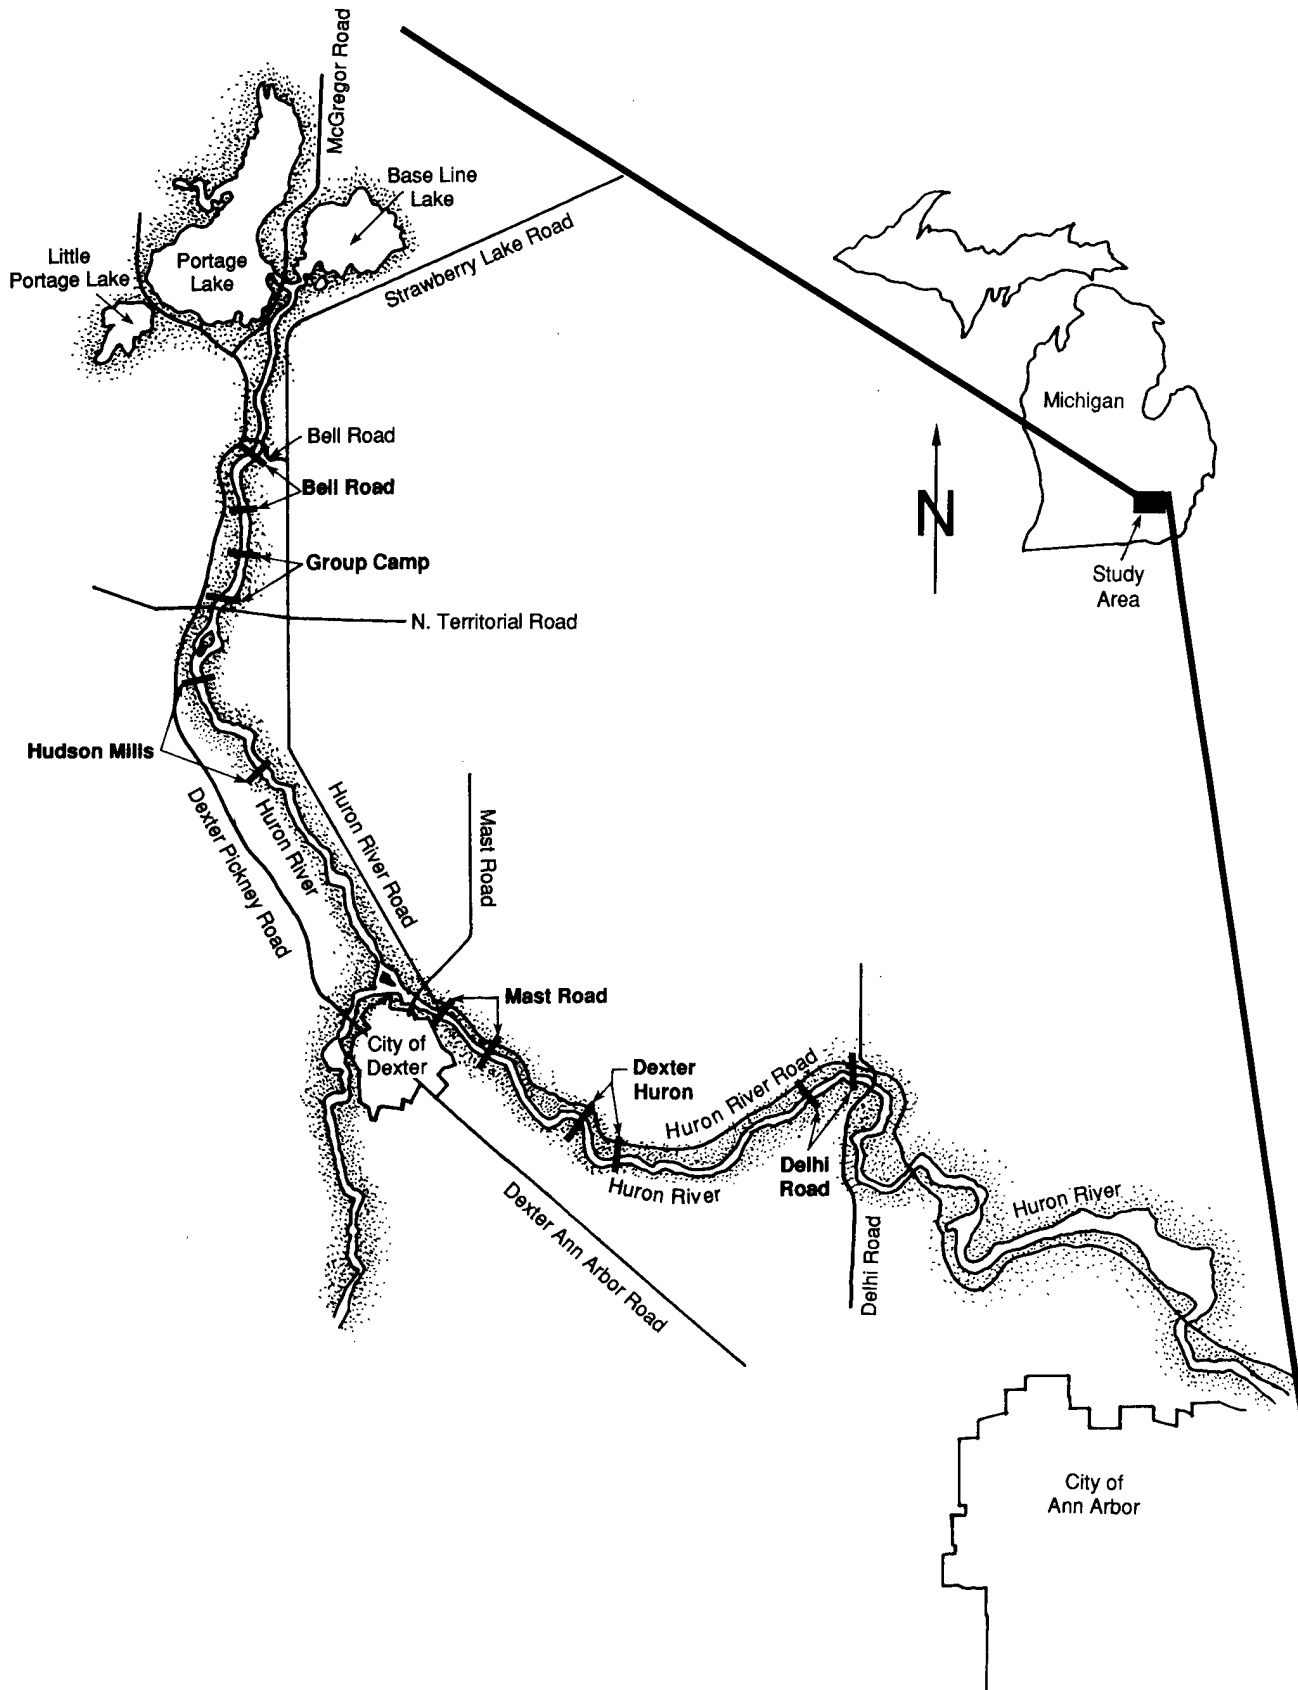 McGregor Road
Base Line
Lake
Strawberry Lake Road
Little
Portage Lake
Portage
Lake
Michigan
Bell Road
Bell Road
N
Group Camp
Study
Area
N. Territorial Road
Hudson Mills
Dexter Pickney Road
Huron River
Huron River Road
Mast Road
Mast Road
City of
Dexter
Dexter
Huron
Huron River Road
Delhi
Road
Huron River
Huron River
Dexter Ann Arbor Road
Delhi Road
City of
Ann Arbor